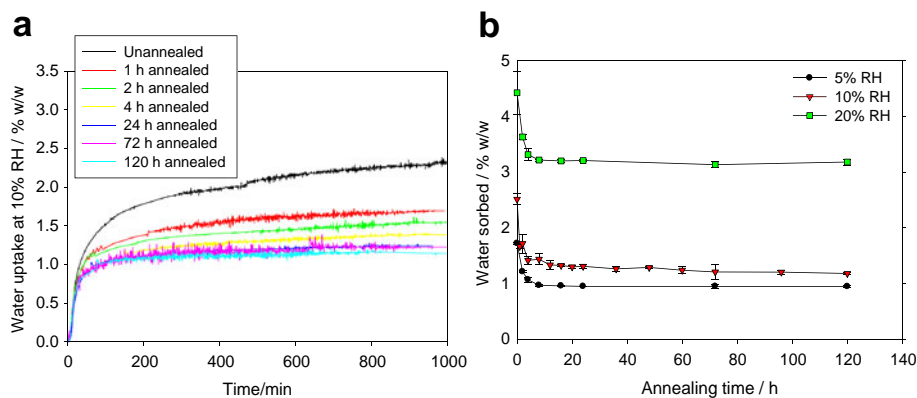 a
Unannealed
1 h annealed
2 h annealed
4 h annealed
24 h annealed
72 h annealed
120 h annealed
Water uptake at 10% RH / % w/w
3.5
3.0
2.5
2.0
1.5
1.0
0.5
0.0
0 200 400 600 800 1000
Time/min
b
5% RH
10% RH
20% RH
Water sorbed / % w/w
5
4
3
2
1
0
0 20 40 60 80 100 120 140
Annealing time / h